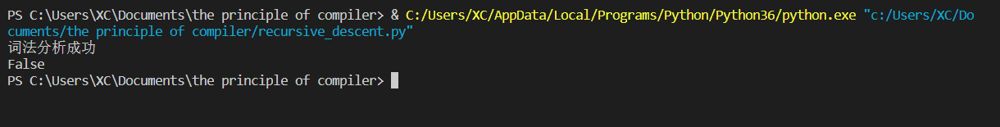 PS C:\Users\XC\Documents\the principle of compiler> & C:/Users/XC/AppData/Local/Programs/Python/Python36/python.exe "c:/Users/XC/Do
cuments/the principle of compiler/recursive_descent.py"
词法分析成功
False
PS C:\Users\XC\Documents\the principle of compiler>